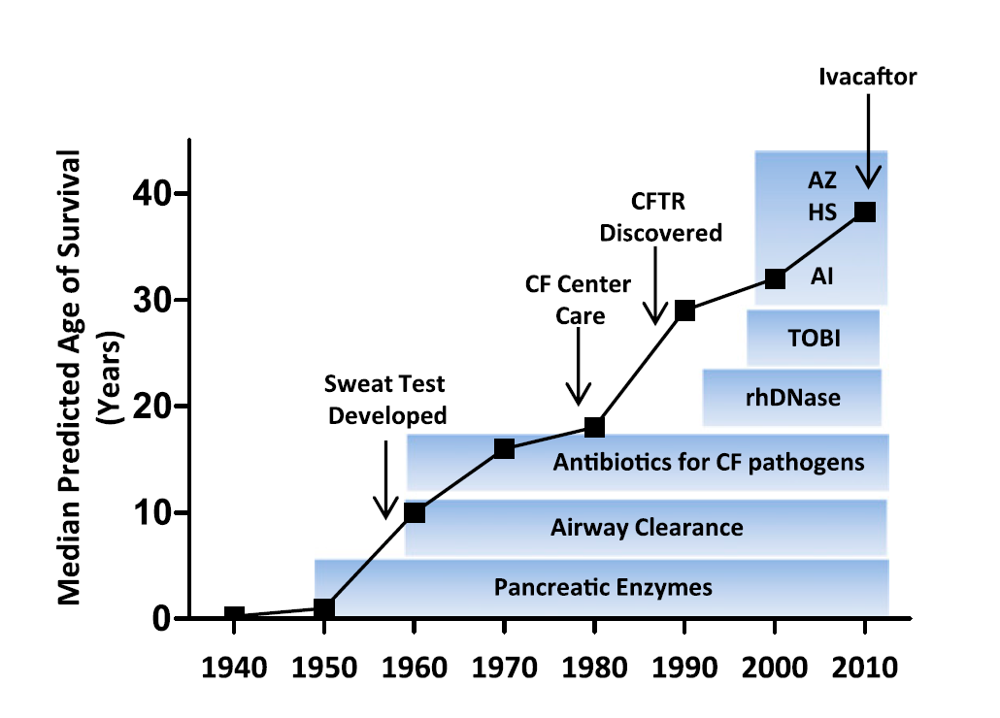 Ivacaftor
AZ
HS
AI
CFTR
Discovered
CF Center
Care
Sweat Test
Developed
TOBI
rhDNase
Antibiotics for CF pathogens
Airway Clearance
Pancreatic Enzymes
Median Predicted Age of Survival
(Years)
40
30
20
10
0
1940 1950 1960 1970 1980 1990 2000 2010